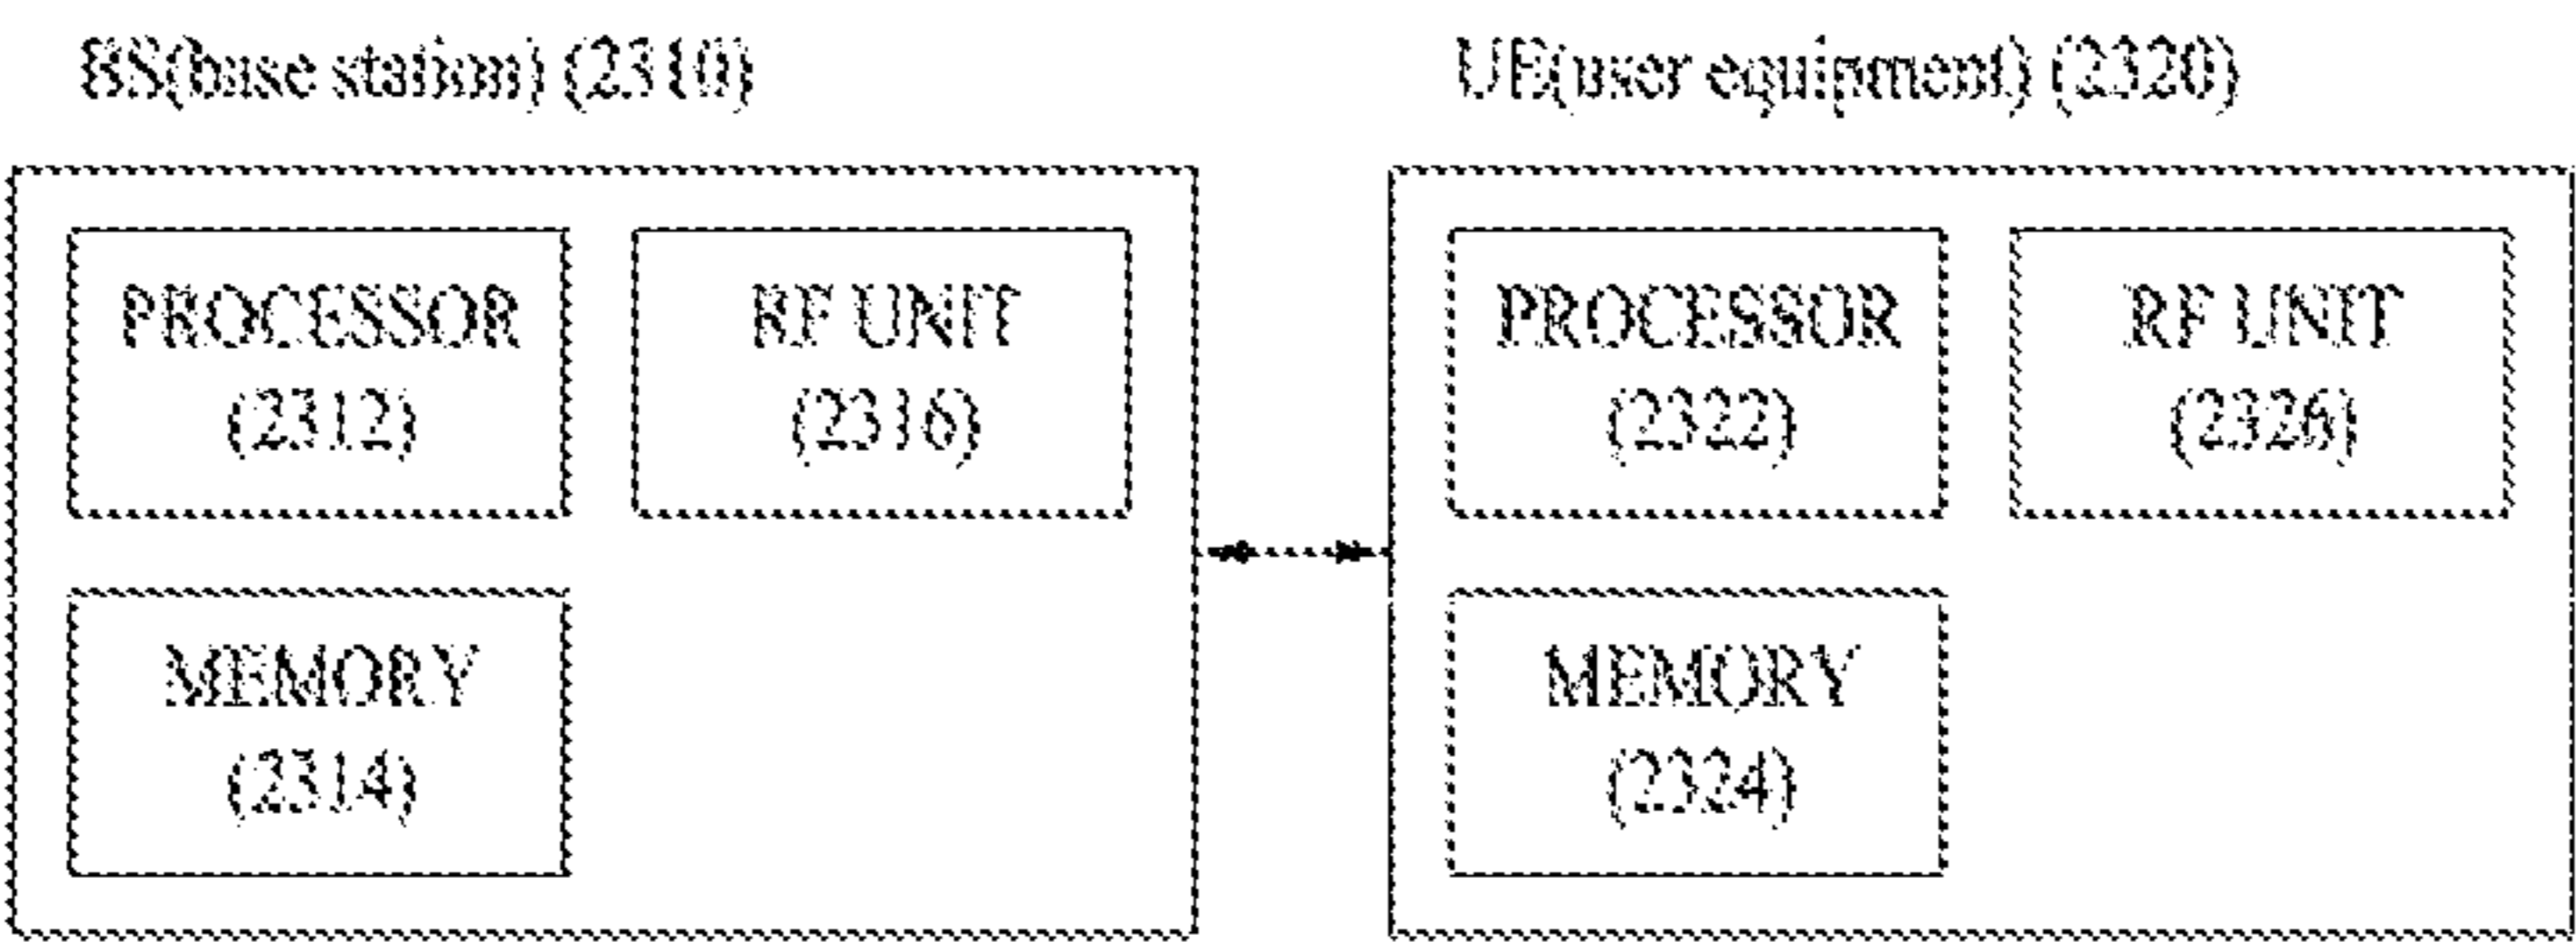 BS(base station) (2310)
PROCESSOR
(2312)
RF UNIT
(2316)
MEMORY
(2314)
UE(user equipment) (2320)
PROCESSOR
(2322)
RF UNIT
(2326)
MEMORY
(2324)